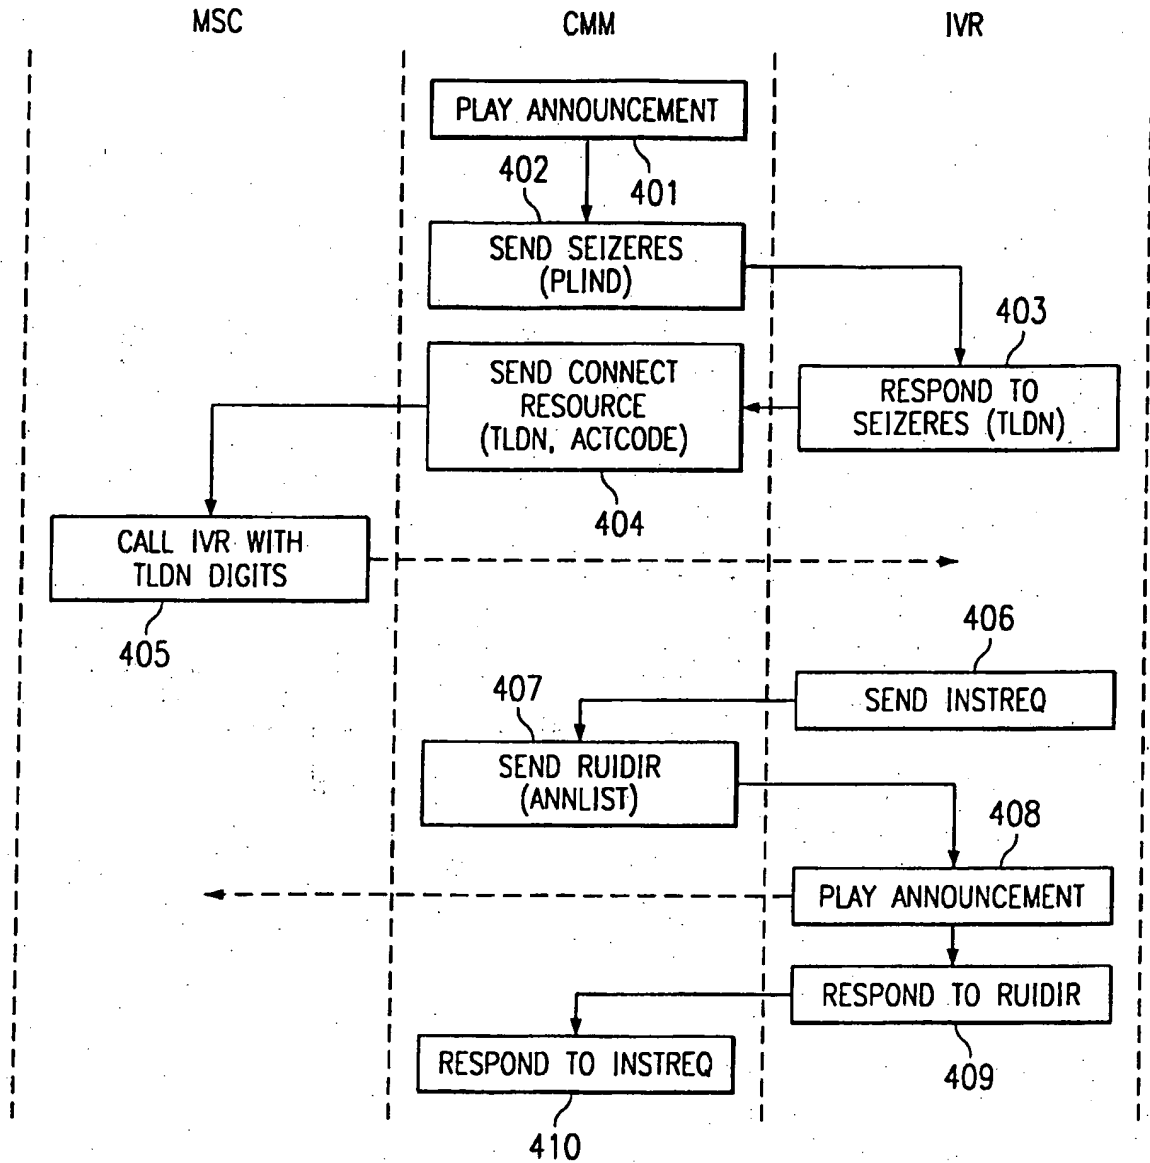 MSC
CMM
IVR
PLAY ANNOUNCEMENT
401
402
SEND SEIZERES
(PLIND)
403
RESPOND TO
SEIZERES (TLDN)
SEND CONNECT
RESOURCE
(TLDN, ACTCODE)
404
CALL IVR WITH
TLDN DIGITS
405
406
SEND INSTREQ
407
SEND RUIDIR
(ANNLIST)
408
PLAY ANNOUNCEMENT
RESPOND TO RUIDIR
409
RESPOND TO INSTREQ
410